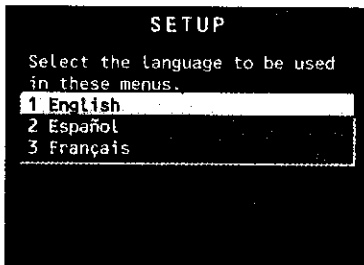 SETUP
Select the language to be used
in these menus.
1 English
2 Español
3 Français